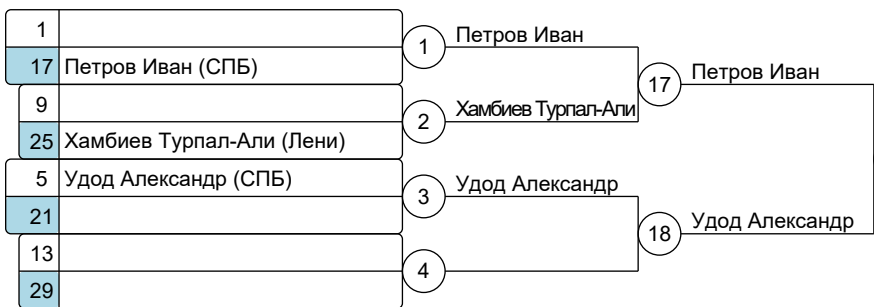 1
1 Петров Иван
17 Петров Иван (СПБ)
17 Петров Иван
9
2 Хамбиев Турпал-Али
25 Хамбиев Турпал-Али (Лени)
5 Удод Александр (СПБ)
3 Удод Александр
21
18 Удод Александр
13
4
29